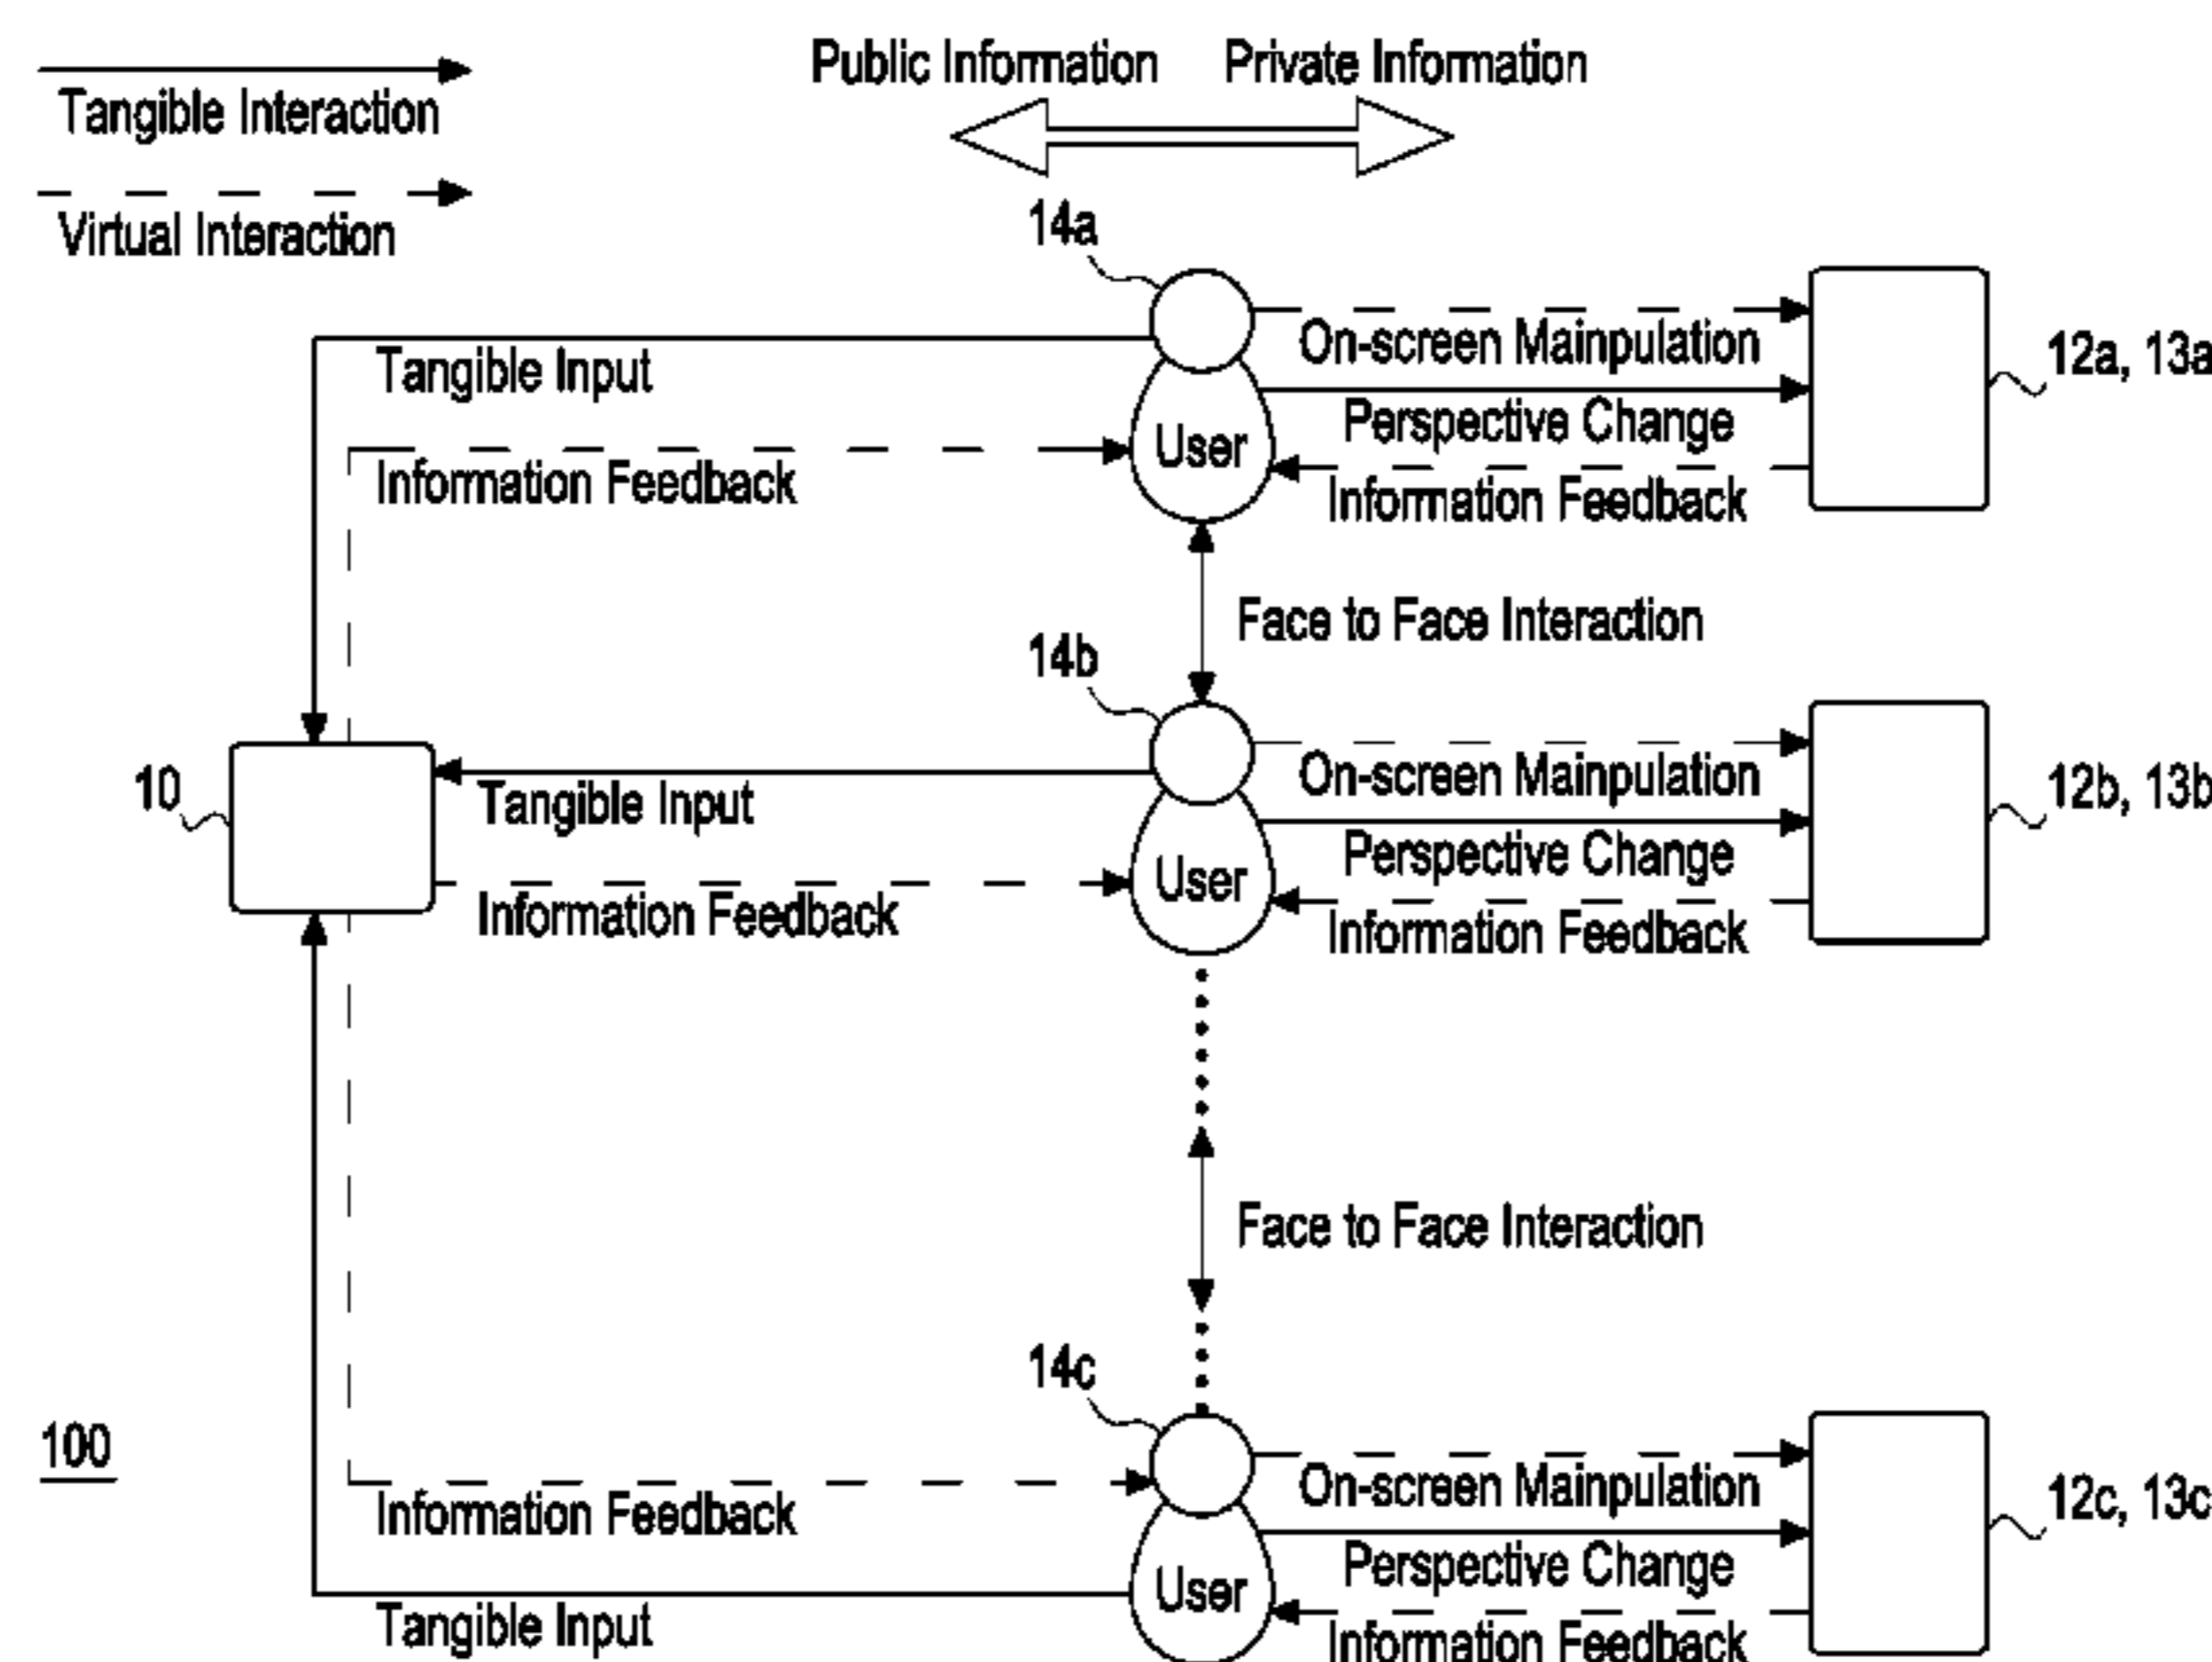 Public Information Private Information
Tangible Interaction
Virtual Interaction
14a
On-screen Mainpulation
12a, 13a
Tangible Input
Perspective Change
User
Information Feedback
Information Feedback
Face to Face Interaction
14b
On-screen Mainpulation
12b, 13b
10
Tangible Input
Perspective Change
User
Information Feedback
Information Feedback
Face to Face Interaction
14c
100
On-screen Mainpulation
12c, 13c
Information Feedback
Perspective Change
User
Tangible Input
Information Feedback